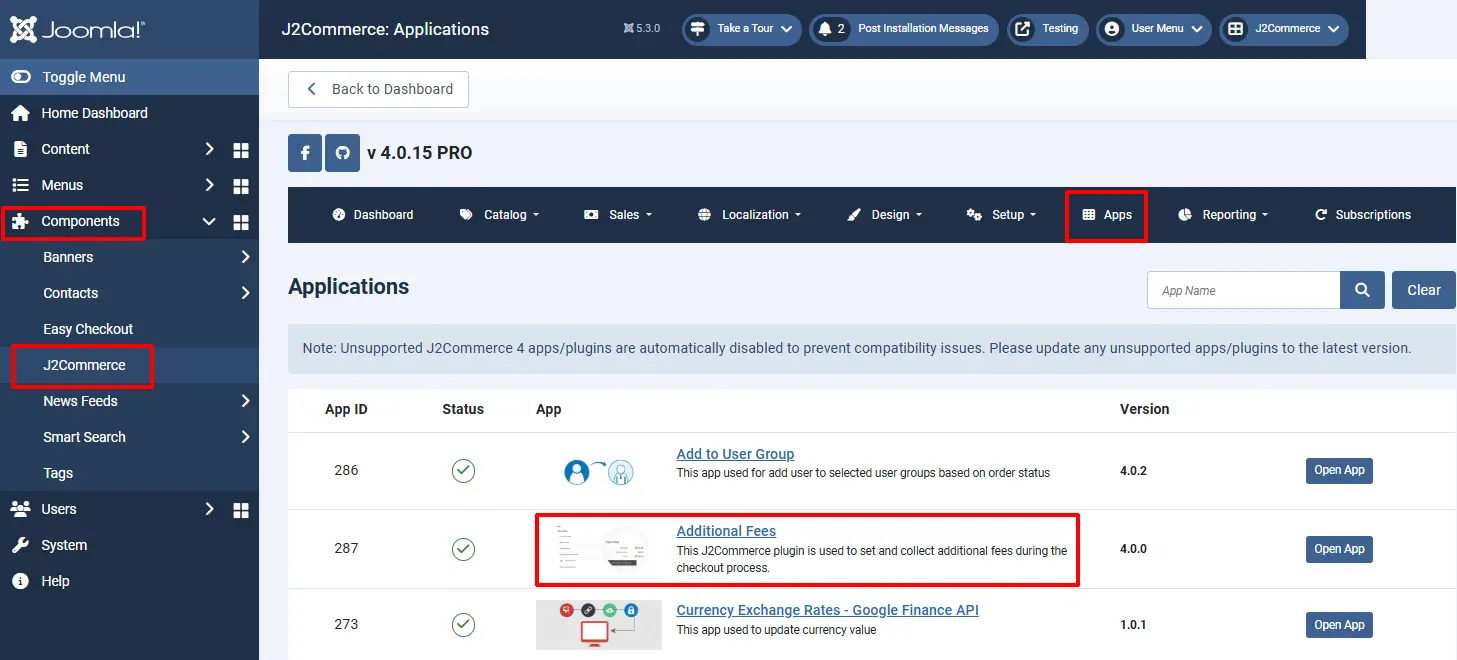 Joomla!
J2Commerce: Applications
5.3.0
Take a Tour
2 Post Installation Messages
Testing
User Menu
J2Commerce
Toggle Menu
Home Dashboard
Content
Menus
Components
Banners
Contacts
Easy Checkout
J2Commerce
News Feeds
Smart Search
Tags
Users
System
Help
Back to Dashboard
v 4.0.15 PRO
Dashboard Catalog Sales Localization Design Setup Apps Reporting Subscriptions
Applications
App Name
Clear
Note: Unsupported J2Commerce 4 apps/plugins are automatically disabled to prevent compatibility issues. Please update any unsupported apps/plugins to the latest version.
App ID Status App Version
286
Add to User Group
This app used for add user to selected user groups based on order status
4.0.2
Open App
287
Additional Fees
This J2Commerce plugin is used to set and collect additional fees during the
checkout process.
4.0.0
Open App
273
Currency Exchange Rates - Google Finance API
This app used to update currency value
1.0.1
Open App